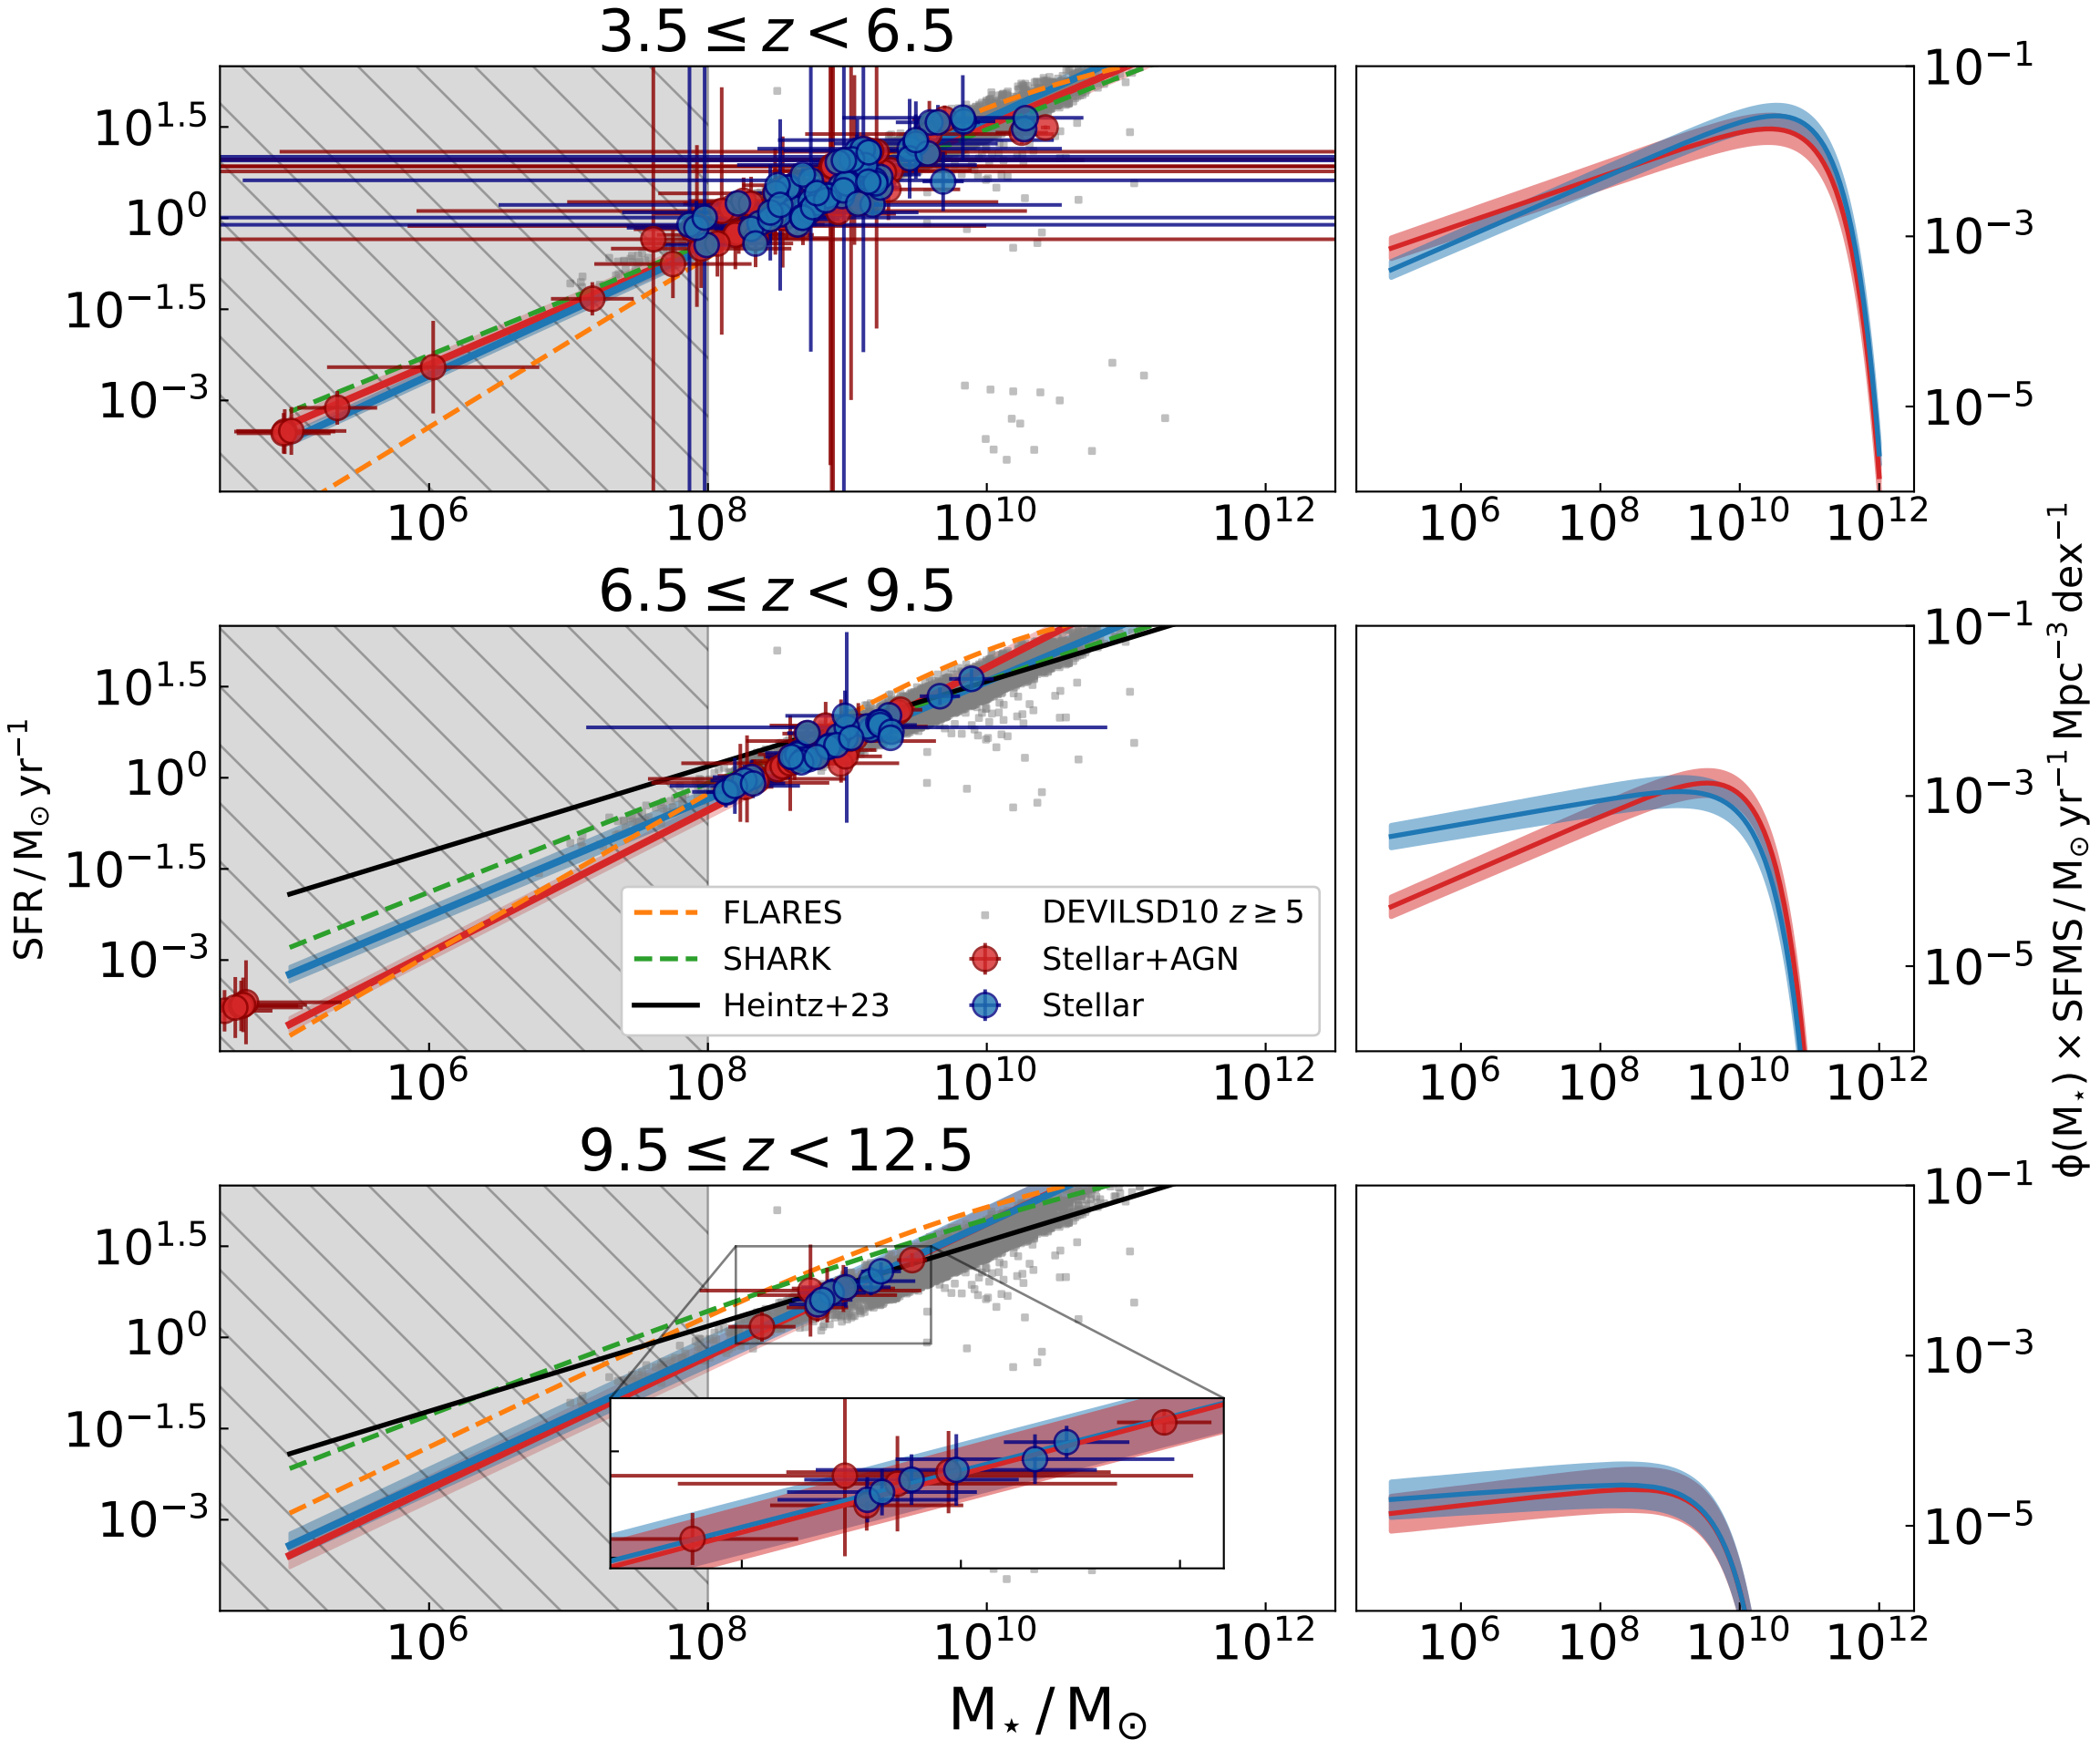 3.5 ≤ z < 6.5
10^1.5
10^0
10^−1.5
10^−3
10^6 10^8 10^10 10^12
10^−1
10^−3
10^−5
10^6 10^8 10^10 10^12
6.5 ≤ z < 9.5
10^1.5
10^0
10^−1.5
10^−3
FLARES
SHARK
Heintz+23
DEVILSD10 z ≥ 5
Stellar+AGN
Stellar
10^6 10^8 10^10 10^12
10^−1
10^−3
10^−5
10^6 10^8 10^10 10^12
9.5 ≤ z < 12.5
10^1.5
10^0
10^−1.5
10^−3
10^6 10^8 10^10 10^12
10^−1
10^−3
10^−5
10^6 10^8 10^10 10^12
SFR / M⊙ yr^−1
ϕ(M⋆) × SFMS / M⊙ yr^−1 Mpc^−3 dex^−1
M⋆ / M⊙